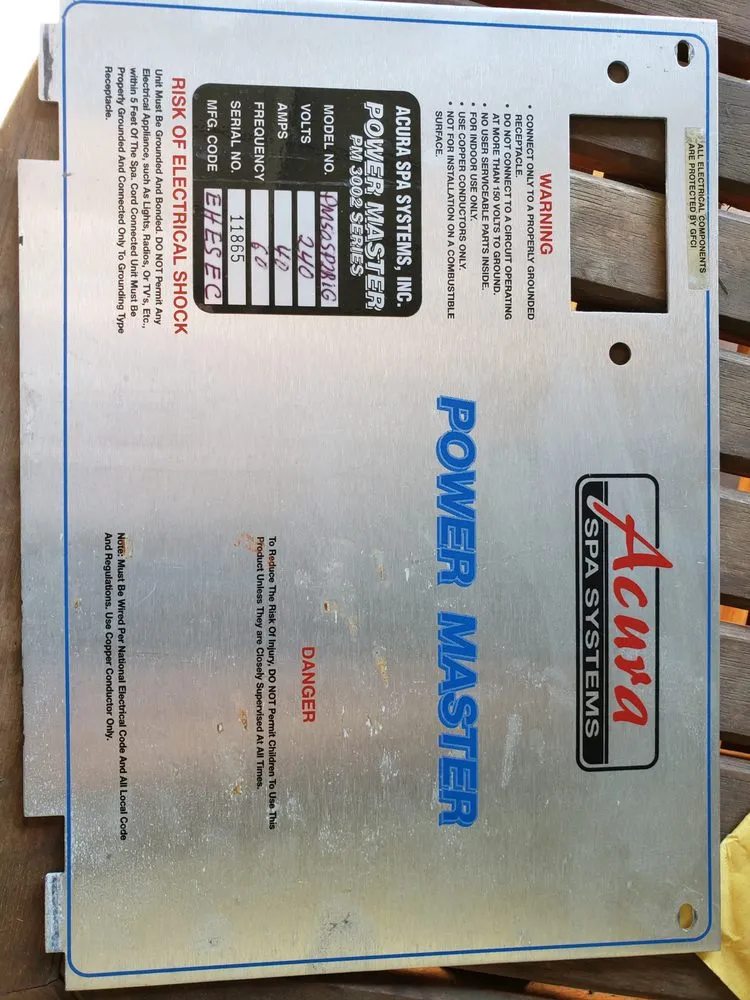 ALL ELECTRICAL COMPONENTS
ARE PROTECTED BY GFCI
WARNING
• CONNECT ONLY TO A PROPERLY GROUNDED
RECEPTACLE.
• DO NOT CONNECT TO A CIRCUIT OPERATING
AT MORE THAN 150 VOLTS TO GROUND.
• NO USER SERVICEABLE PARTS INSIDE.
• FOR INDOOR USE ONLY.
• USE COPPER CONDUCTORS ONLY.
• NOT FOR INSTALLATION ON A COMBUSTIBLE
SURFACE.
ACURA SPA SYSTEMS, INC.
POWER MASTER
PM 3002 SERIES
MODEL NO.
VOLTS 240
AMPS 40
FREQUENCY 60
SERIAL NO. 11865
MFG. CODE EHESEC
RISK OF ELECTRICAL SHOCK
Unit Must Be Grounded And Bonded. DO NOT Permit Any
Electrical Appliance, such As Lights, Radios, Or TV's, Etc.,
within 5 Feet Of The Spa. Cord Connected Unit Must Be
Properly Grounded And Connected Only To Grounding Type
Receptacle.
Acura
SPA SYSTEMS
POWER MASTER
DANGER
To Reduce The Risk Of Injury, DO NOT Permit Children To Use This
Product Unless They are Closely Supervised At All Times.
Note: Must Be Wired Per National Electrical Code And All Local Code
And Regulations. Use Copper Conductor Only.